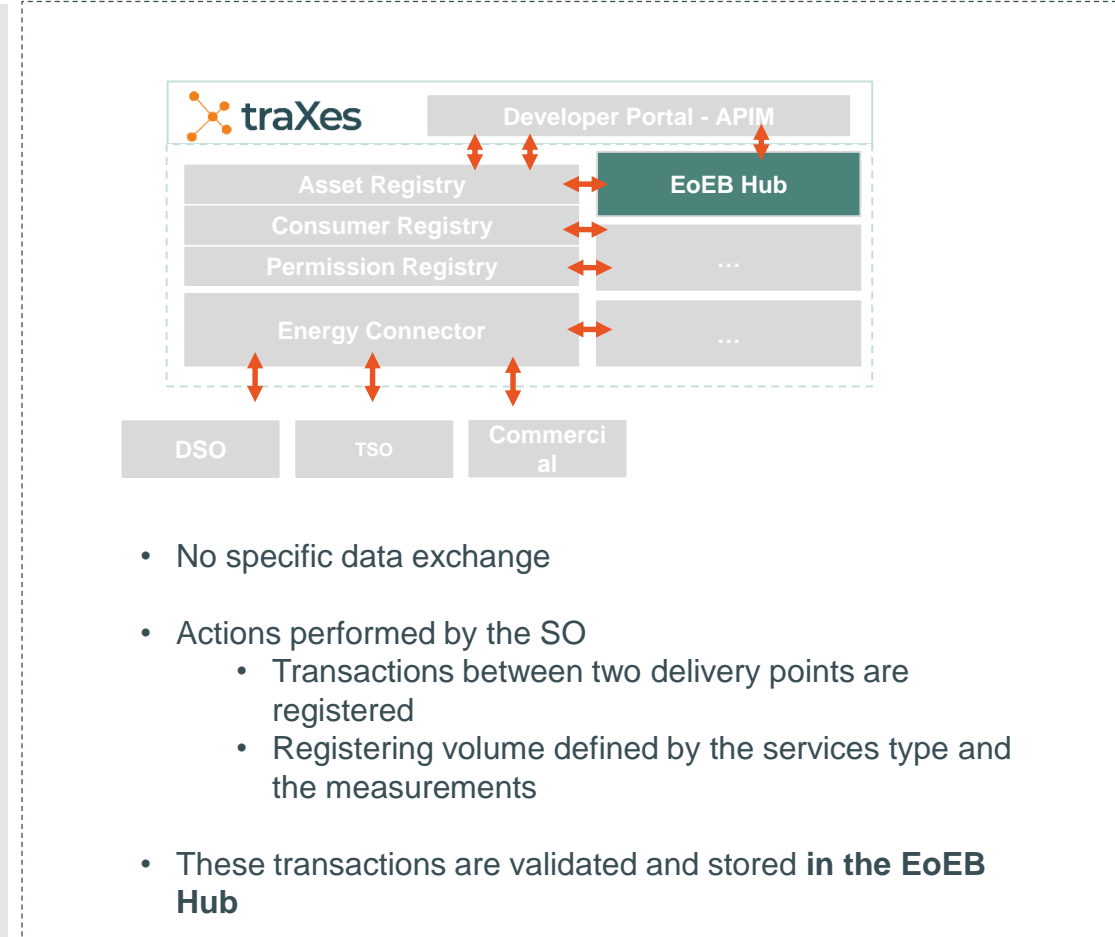 traXes
Developer Portal - APIM
Asset Registry
EoEB Hub
Consumer Registry
Permission Registry
...
Energy Connector
...
DSO
TSO
Commerci
al
• No specific data exchange
• Actions performed by the SO
• Transactions between two delivery points are
registered
• Registering volume defined by the services type and
the measurements
• These transactions are validated and stored in the EoEB
Hub